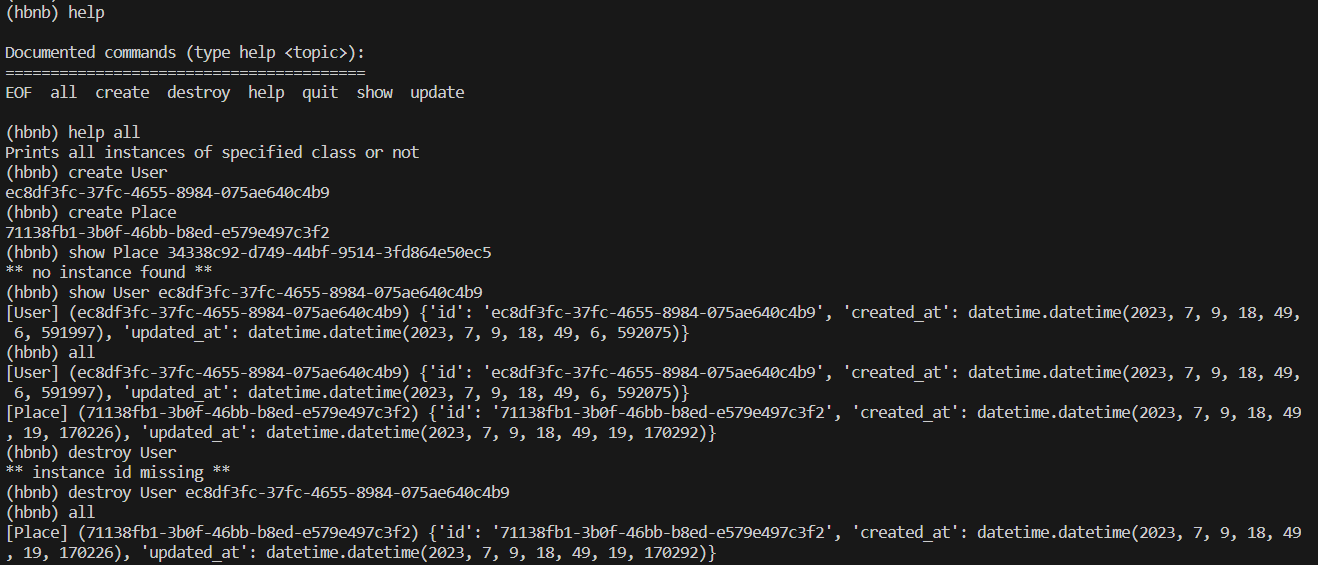 (hbnb) help
Documented commands (type help <topic>):
========================================
EOF  all  create  destroy  help  quit  show  update
(hbnb) help all
Prints all instances of specified class or not
(hbnb) create User
ec8df3fc-37fc-4655-8984-075ae640c4b9
(hbnb) create Place
71138fb1-3b0f-46bb-b8ed-e579e497c3f2
(hbnb) show Place 34338c92-d749-44bf-9514-3fd864e50ec5
** no instance found **
(hbnb) show User ec8df3fc-37fc-4655-8984-075ae640c4b9
[User] (ec8df3fc-37fc-4655-8984-075ae640c4b9) {'id': 'ec8df3fc-37fc-4655-8984-075ae640c4b9', 'created_at': datetime.datetime(2023, 7, 9, 18, 49,
 6, 591997), 'updated_at': datetime.datetime(2023, 7, 9, 18, 49, 6, 592075)}
(hbnb) all
[User] (ec8df3fc-37fc-4655-8984-075ae640c4b9) {'id': 'ec8df3fc-37fc-4655-8984-075ae640c4b9', 'created_at': datetime.datetime(2023, 7, 9, 18, 49,
 6, 591997), 'updated_at': datetime.datetime(2023, 7, 9, 18, 49, 6, 592075)}
[Place] (71138fb1-3b0f-46bb-b8ed-e579e497c3f2) {'id': '71138fb1-3b0f-46bb-b8ed-e579e497c3f2', 'created_at': datetime.datetime(2023, 7, 9, 18, 49
, 19, 170226), 'updated_at': datetime.datetime(2023, 7, 9, 18, 49, 19, 170292)}
(hbnb) destroy User
** instance id missing **
(hbnb) destroy User ec8df3fc-37fc-4655-8984-075ae640c4b9
(hbnb) all
[Place] (71138fb1-3b0f-46bb-b8ed-e579e497c3f2) {'id': '71138fb1-3b0f-46bb-b8ed-e579e497c3f2', 'created_at': datetime.datetime(2023, 7, 9, 18, 49
, 19, 170226), 'updated_at': datetime.datetime(2023, 7, 9, 18, 49, 19, 170292)}